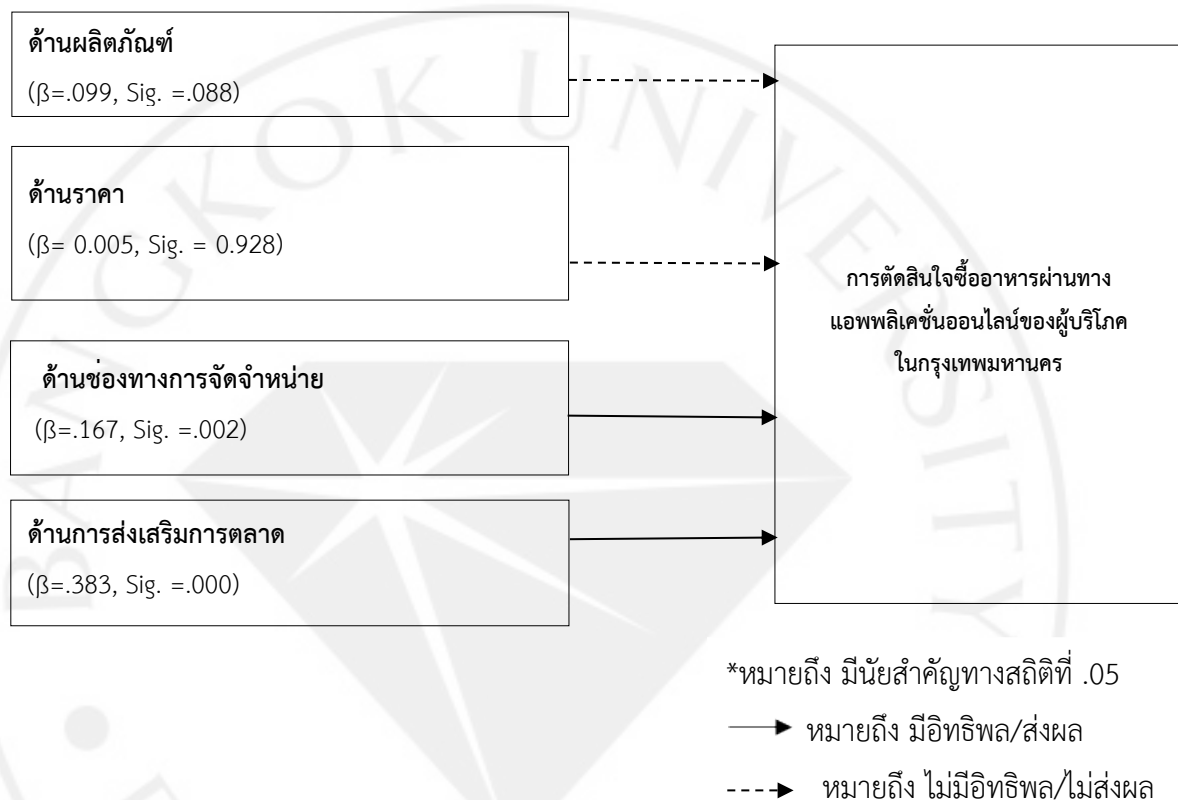 ด้านผลิตภัณฑ์
(β=.099, Sig. =.088)
ด้านราคา
(β= 0.005, Sig. = 0.928)
ด้านช่องทางการจัดจำหน่าย
(β=.167, Sig. =.002)
ด้านการส่งเสริมการตลาด
(β=.383, Sig. =.000)
การตัดสินใจซื้ออาหารผ่านทาง
แอพพลิเคชั่นออนไลน์ของผู้บริโภค
ในกรุงเทพมหานคร
*หมายถึง มีนัยสำคัญทางสถิติที่ .05
หมายถึง มีอิทธิพล/ส่งผล
หมายถึง ไม่มีอิทธิพล/ไม่ส่งผล
BANGKOK UNIVERSITY